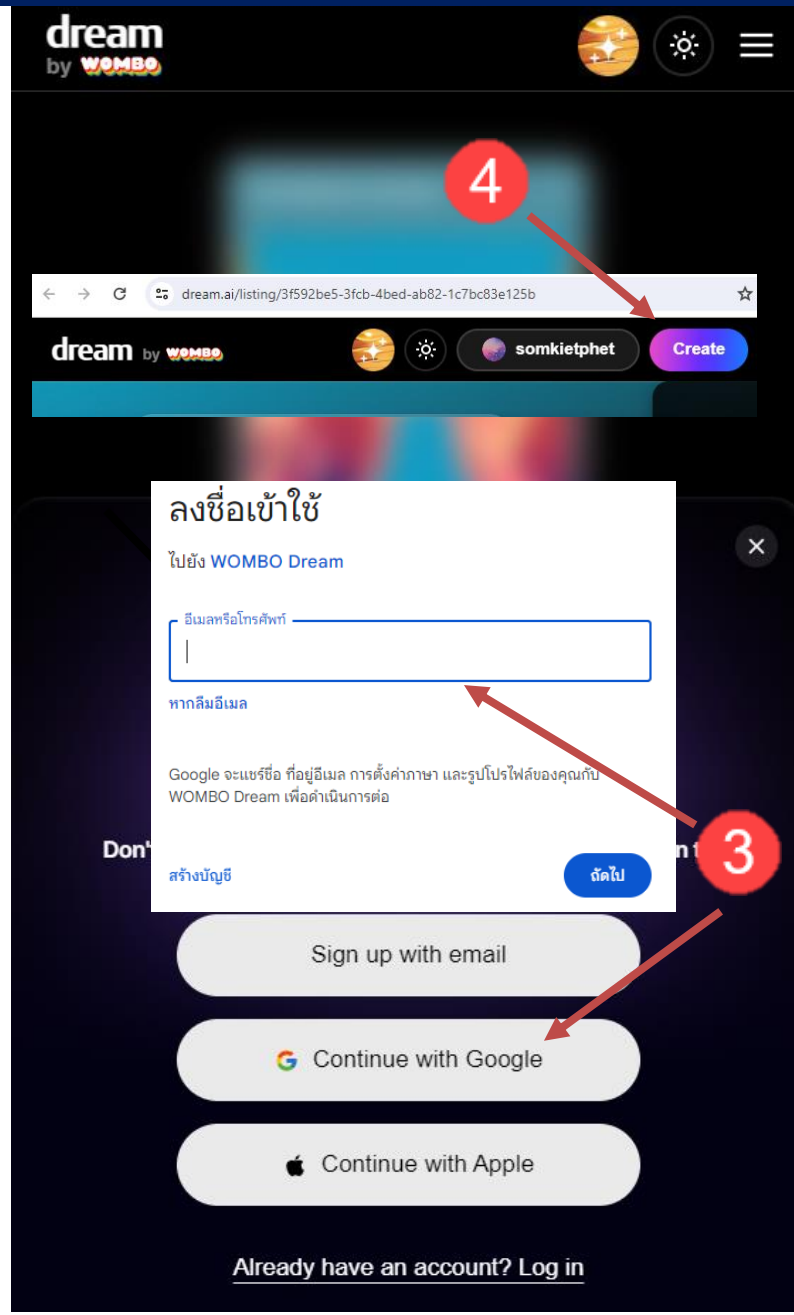 dream
by WOMBO
4
dream.ai/listing/3f592be5-3fcb-4bed-ab82-1c7bc83e125b
dream by WOMBO somkietphet Create
ลงชื่อเข้าใช้
ไปยัง WOMBO Dream
อีเมลหรือโทรศัพท์
หากลืมอีเมล
Google จะแชร์ชื่อ ที่อยู่อีเมล การตั้งค่าภาษา และรูปโปรไฟล์ของคุณกับ
WOMBO Dream เพื่อดำเนินการต่อ
Don'
3
สร้างบัญชี ถัดไป
Sign up with email
Continue with Google
Continue with Apple
Already have an account? Log in